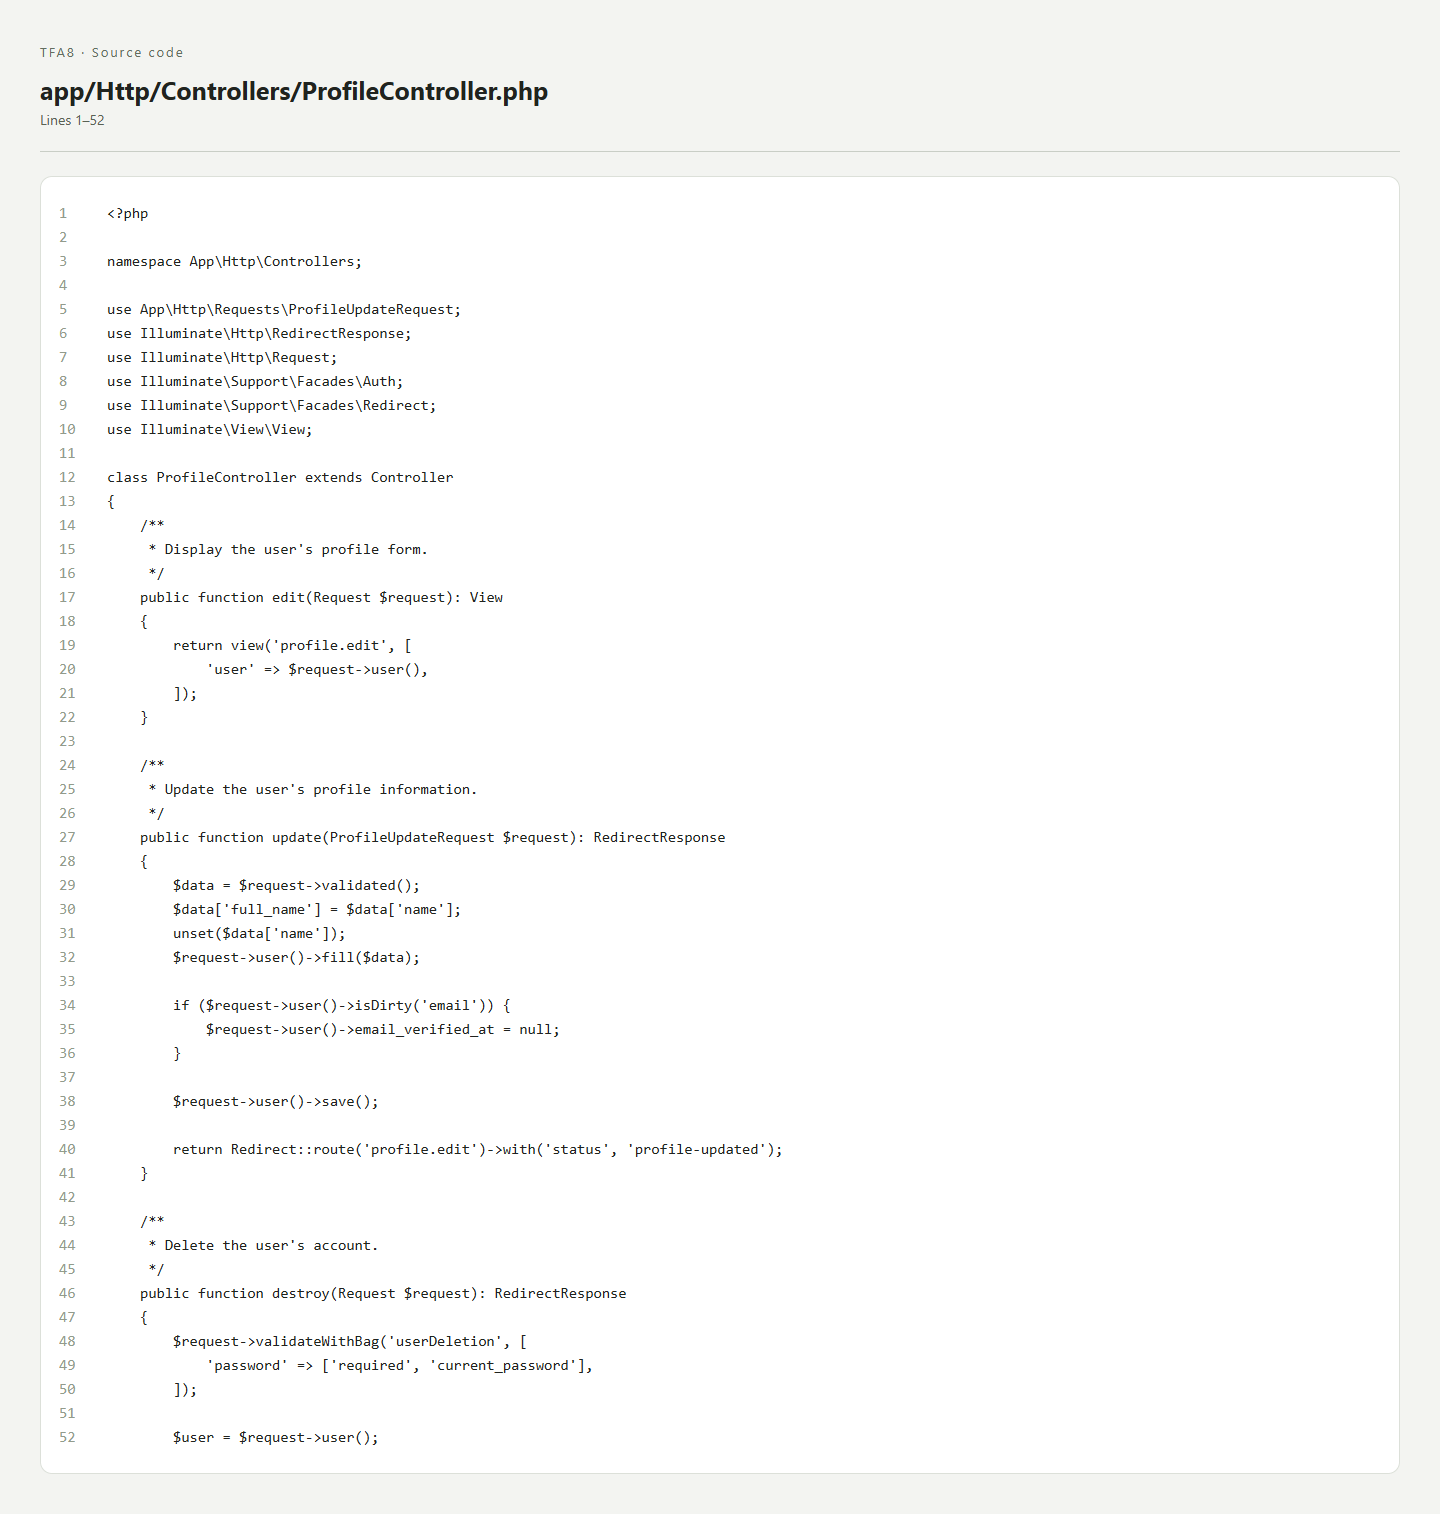 TFA8 · Source code
app/Http/Controllers/ProfileController.php
Lines 1–52
1 <?php
2
3 namespace App\Http\Controllers;
4
5 use App\Http\Requests\ProfileUpdateRequest;
6 use Illuminate\Http\RedirectResponse;
7 use Illuminate\Http\Request;
8 use Illuminate\Support\Facades\Auth;
9 use Illuminate\Support\Facades\Redirect;
10 use Illuminate\View\View;
11
12 class ProfileController extends Controller
13 {
14     /**
15      * Display the user's profile form.
16      */
17     public function edit(Request $request): View
18     {
19         return view('profile.edit', [
20             'user' => $request->user(),
21         ]);
22     }
23
24     /**
25      * Update the user's profile information.
26      */
27     public function update(ProfileUpdateRequest $request): RedirectResponse
28     {
29         $data = $request->validated();
30         $data['full_name'] = $data['name'];
31         unset($data['name']);
32         $request->user()->fill($data);
33
34         if ($request->user()->isDirty('email')) {
35             $request->user()->email_verified_at = null;
36         }
37
38         $request->user()->save();
39
40         return Redirect::route('profile.edit')->with('status', 'profile-updated');
41     }
42
43     /**
44      * Delete the user's account.
45      */
46     public function destroy(Request $request): RedirectResponse
47     {
48         $request->validateWithBag('userDeletion', [
49             'password' => ['required', 'current_password'],
50         ]);
51
52         $user = $request->user();